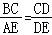 BC/AE = CD/DE